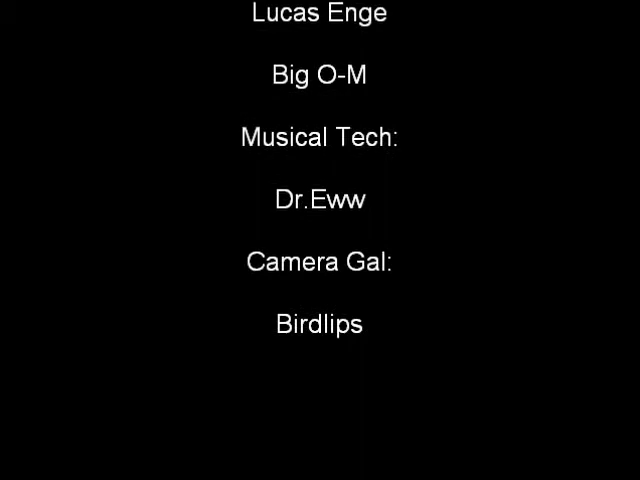 Lucas Enge
Big O-M
Musical Tech:
Dr.Eww
Camera Gal:
Birdlips